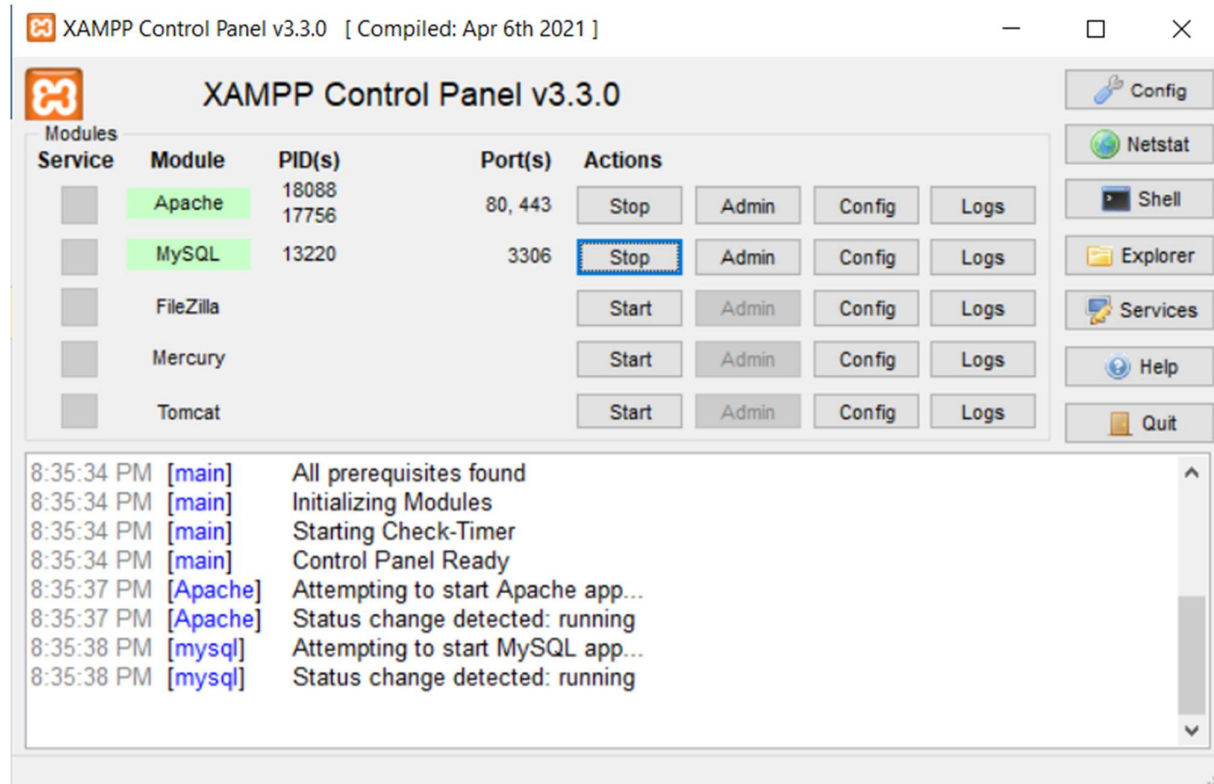 XAMPP Control Panel v3.3.0 [ Compiled: Apr 6th 2021 ]
XAMPP Control Panel v3.3.0
Config
Modules
Service Module PID(s) Port(s) Actions
Netstat
Apache 18088 17756 80, 443 Stop Admin Config Logs
Shell
MySQL 13220 3306 Stop Admin Config Logs
Explorer
FileZilla Start Admin Config Logs
Services
Mercury Start Admin Config Logs
Help
Tomcat Start Admin Config Logs
Quit
8:35:34 PM [main] All prerequisites found
8:35:34 PM [main] Initializing Modules
8:35:34 PM [main] Starting Check-Timer
8:35:34 PM [main] Control Panel Ready
8:35:37 PM [Apache] Attempting to start Apache app...
8:35:37 PM [Apache] Status change detected: running
8:35:38 PM [mysql] Attempting to start MySQL app...
8:35:38 PM [mysql] Status change detected: running